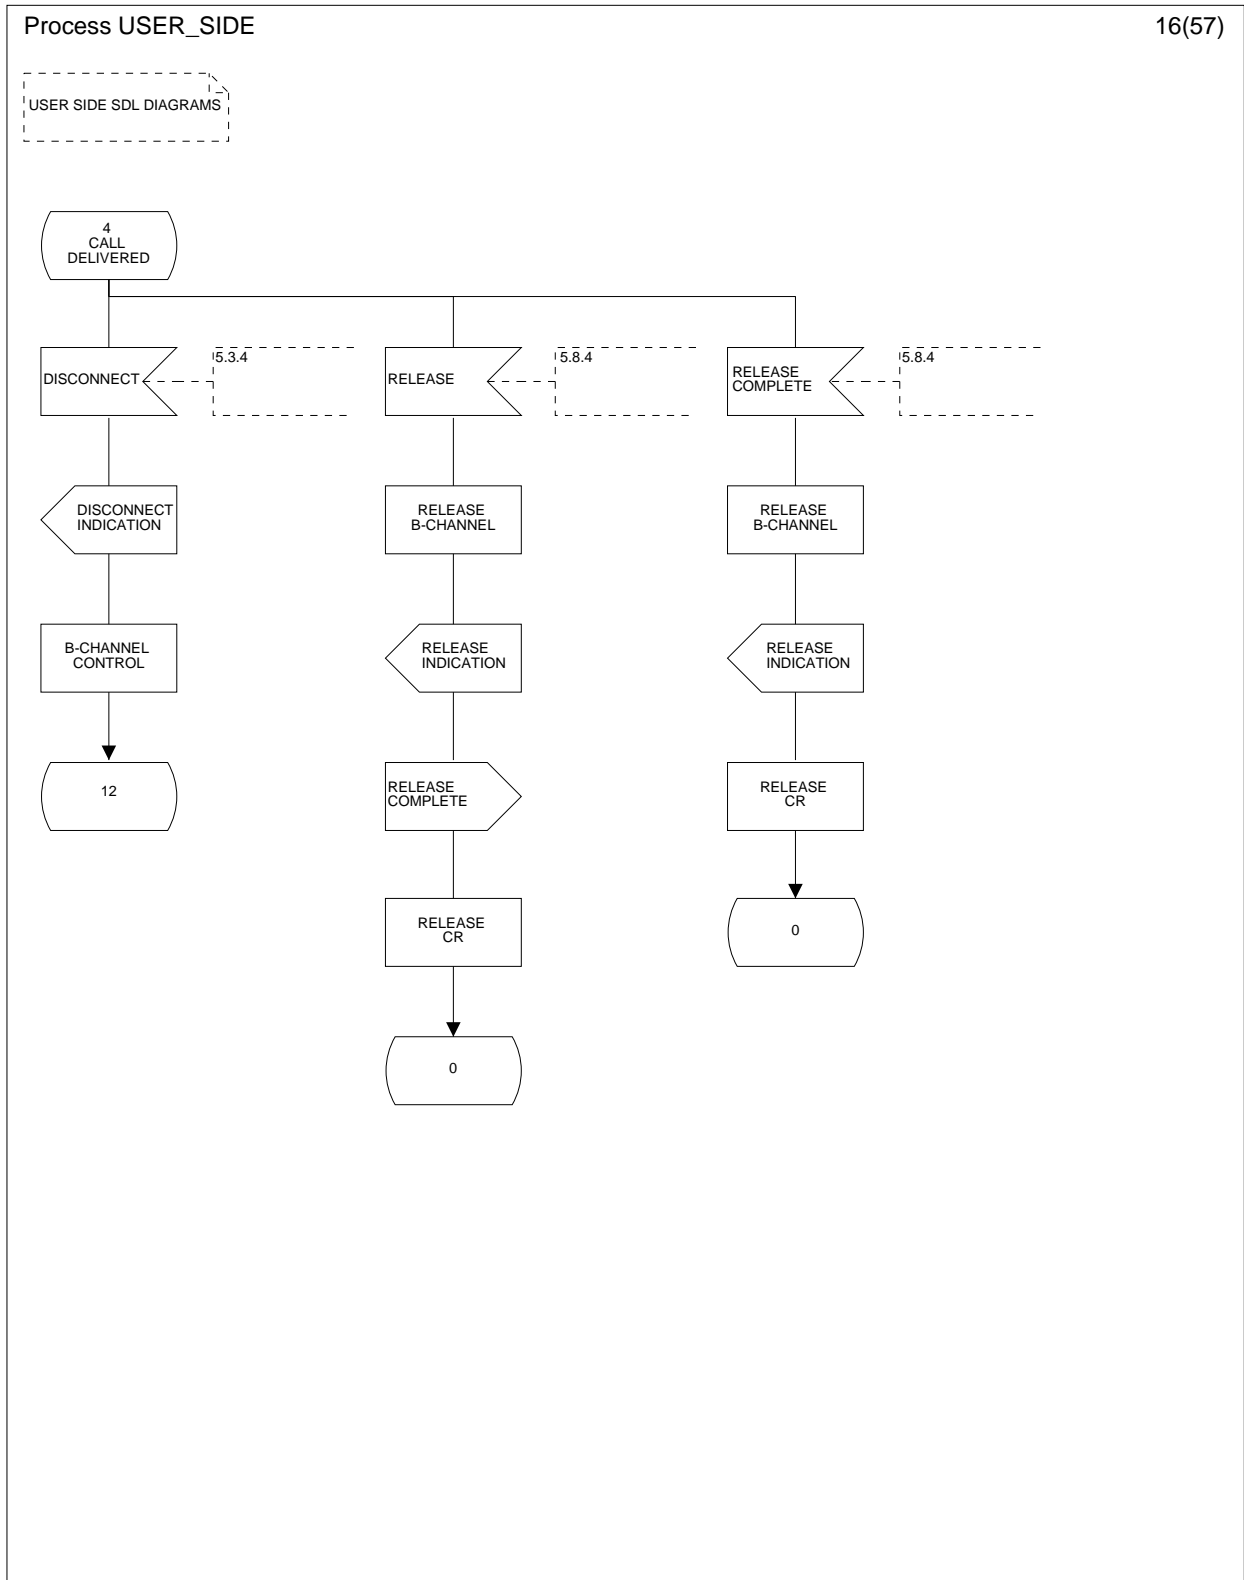 Process USER_SIDE
16(57)
USER SIDE SDL DIAGRAMS
4
CALL
DELIVERED
DISCONNECT
5.3.4
RELEASE
5.8.4
RELEASE
COMPLETE
5.8.4
DISCONNECT
INDICATION
RELEASE
B-CHANNEL
RELEASE
B-CHANNEL
B-CHANNEL
CONTROL
RELEASE
INDICATION
RELEASE
INDICATION
12
RELEASE
COMPLETE
RELEASE
CR
RELEASE
CR
0
0